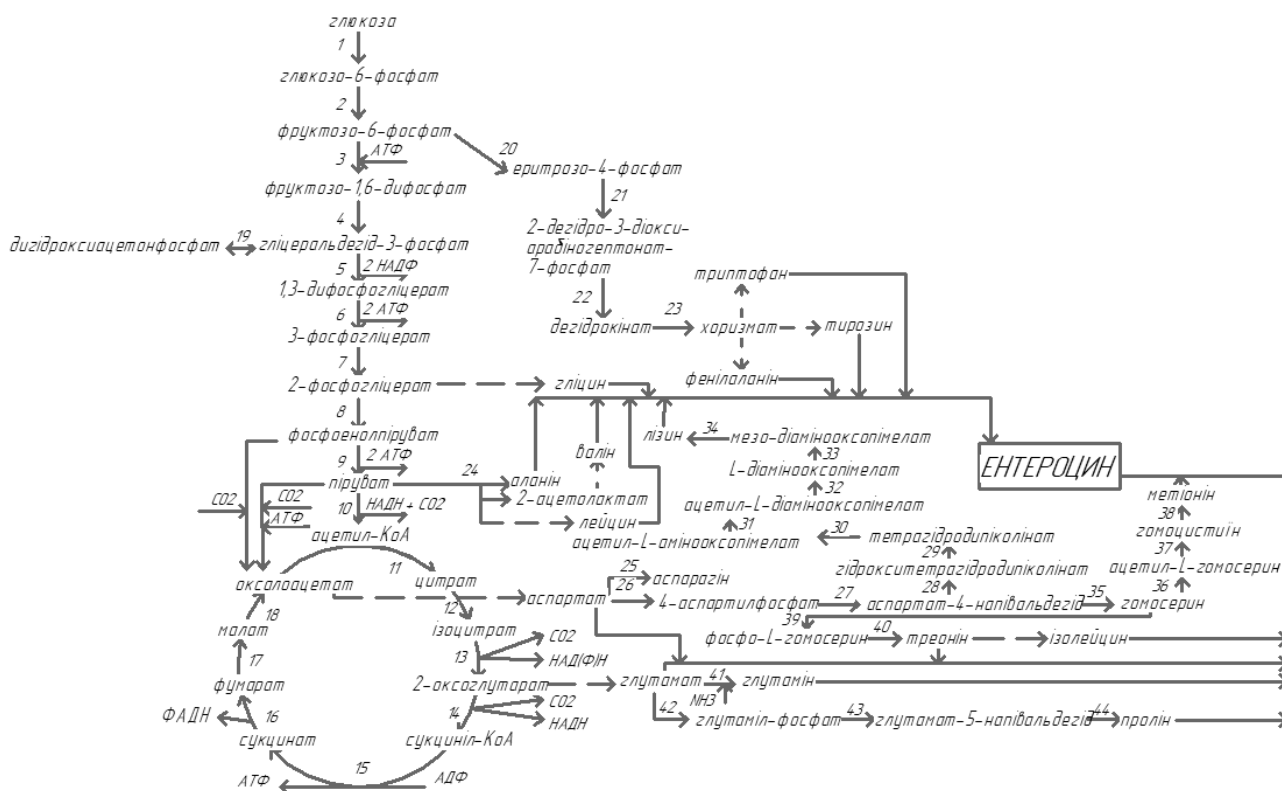 глюкоза
1
глюкозо-6-фосфат
2
фруктозо-6-фосфат
3
АТФ
20
еритрозо-4-фосфат
фруктозо-1,6-дифосфат
21
4
2-дегідро-3-діокси-
арабіногептонат-
7-фосфат
дигідроксиацетонфосфат
19
гліцеральдегід-3-фосфат
5
2 НАДФ
1,3-дифосфогліцерат
триптофан
22
23
6
2 АТФ
дегідрокінат
хоризмат
тирозин
3-фосфогліцерат
7
2-фосфогліцерат
гліцин
фенілаланін
8
фосфоенолпіруват
лізин
34
мезо-діамінооксопімелат
9
2 АТФ
24
валін
33
L-діамінооксопімелат
ЕНТЕРОЦИН
піруват
аланін
32
СО2
СО2
10
НАДН + СО2
2-ацетолактат
ацетил-L-діамінооксопімелат
метіонін
АТФ
лейцин
31
38
ацетил-КоА
ацетил-L-амінооксопімелат
30
тетрагідродипіколінат
гомоцистиїн
29
37
11
25
гідрокситетрагідродипіколінат
ацетил-L-гомосерин
оксалоацетат
цитрат
26
аспарагін
28
36
12
аспартат
4-аспартилфосфат
27
аспартат-4-напівальдегід
35
гомосерин
18
39
малат
ізоцитрат
СО2
фосфо-L-гомосерин
40
треонін
ізолейцин
17
13
НАД(Ф)Н
фумарат
2-оксоглутарат
глутамат
41
глутамін
СО2
NH3
ФАДН
16
14
НАДН
42
глутаміл-фосфат
43
глутамат-5-напівальдегід
44
пролін
сукцинат
сукциніл-КоА
15
АТФ
АДФ